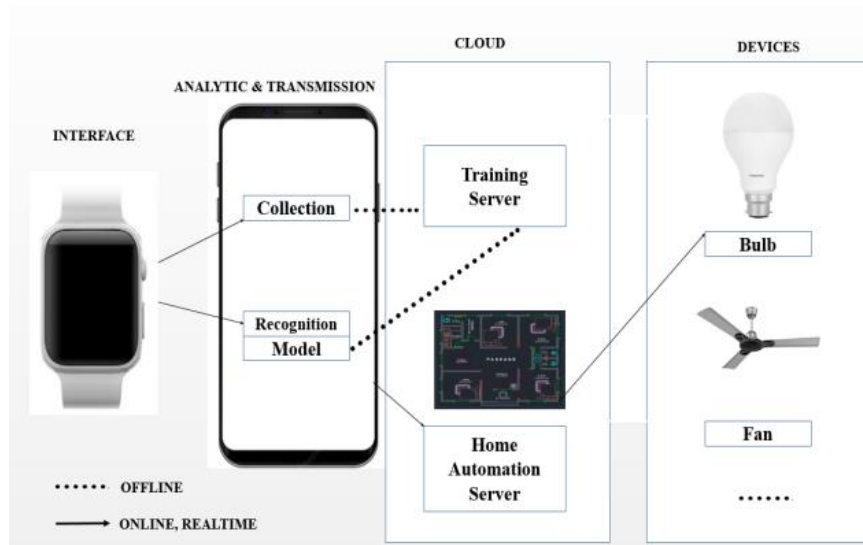 CLOUD
DEVICES
ANALYTIC & TRANSMISSION
INTERFACE
Collection
Training
Server
Bulb
Recognition
Model
Home
Automation
Server
Fan
OFFLINE
ONLINE, REALTIME